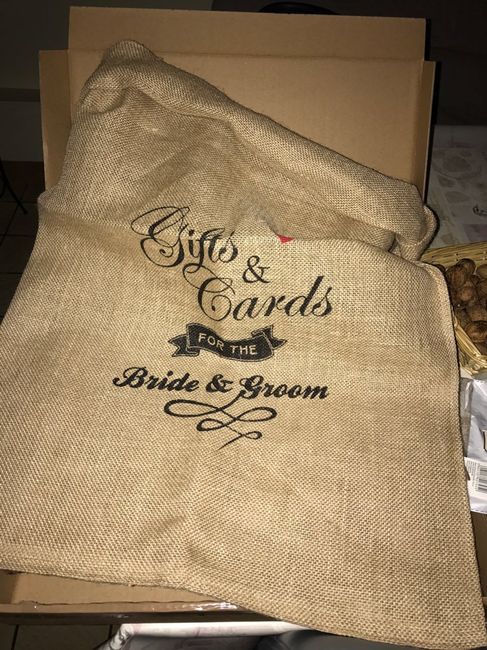 Gifts
&
Cards
FOR THE
Bride & Groom